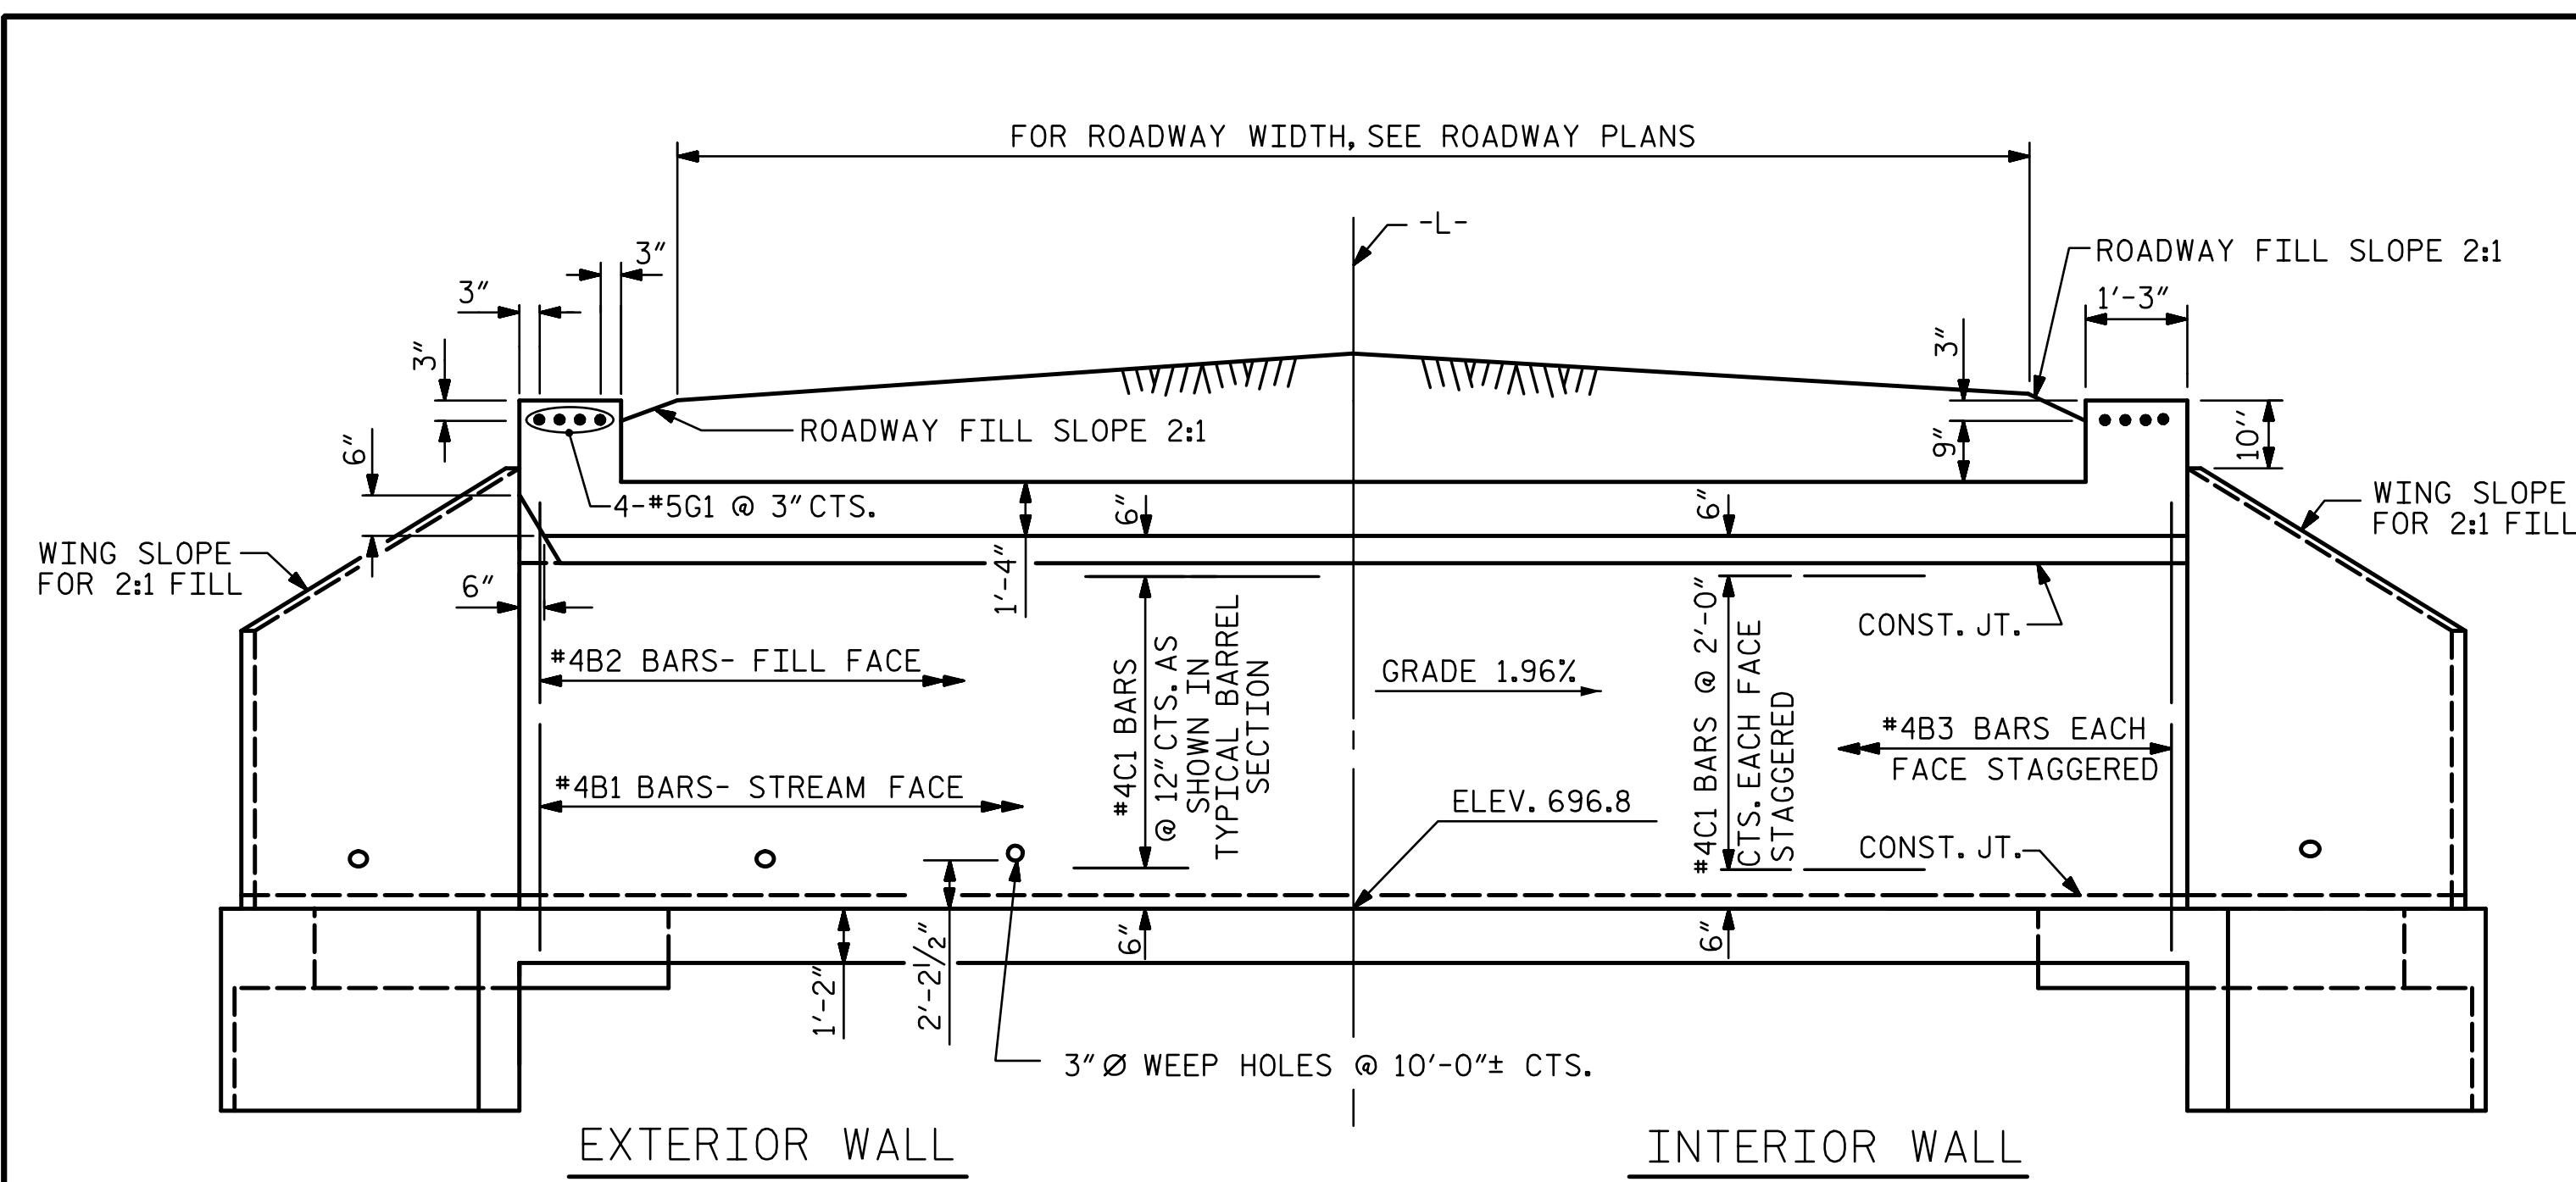 FOR ROADWAY WIDTH, SEE ROADWAY PLANS
-L-
ROADWAY FILL SLOPE 2:1
3"
3"
1'-3"
3"
3"
6"
ROADWAY FILL SLOPE 2:1
9"
10"
4-#5G1 @ 3" CTS.
6"
6"
WING SLOPE
FOR 2:1 FILL
WING SLOPE
FOR 2:1 FILL
6"
1'-4"
CONST. JT.
#4B2 BARS- FILL FACE
#4C1 BARS
@ 12" CTS. AS
SHOWN IN
TYPICAL BARREL
SECTION
GRADE 1.96%
#4C1 BARS @ 2'-0"
CTS. EACH FACE
STAGGERED
#4B3 BARS EACH
FACE STAGGERED
#4B1 BARS- STREAM FACE
ELEV. 696.8
CONST. JT.
6"
6"
1'-2"
2'-2 1/2"
3" Ø WEEP HOLES @ 10'-0"± CTS.
EXTERIOR WALL
INTERIOR WALL